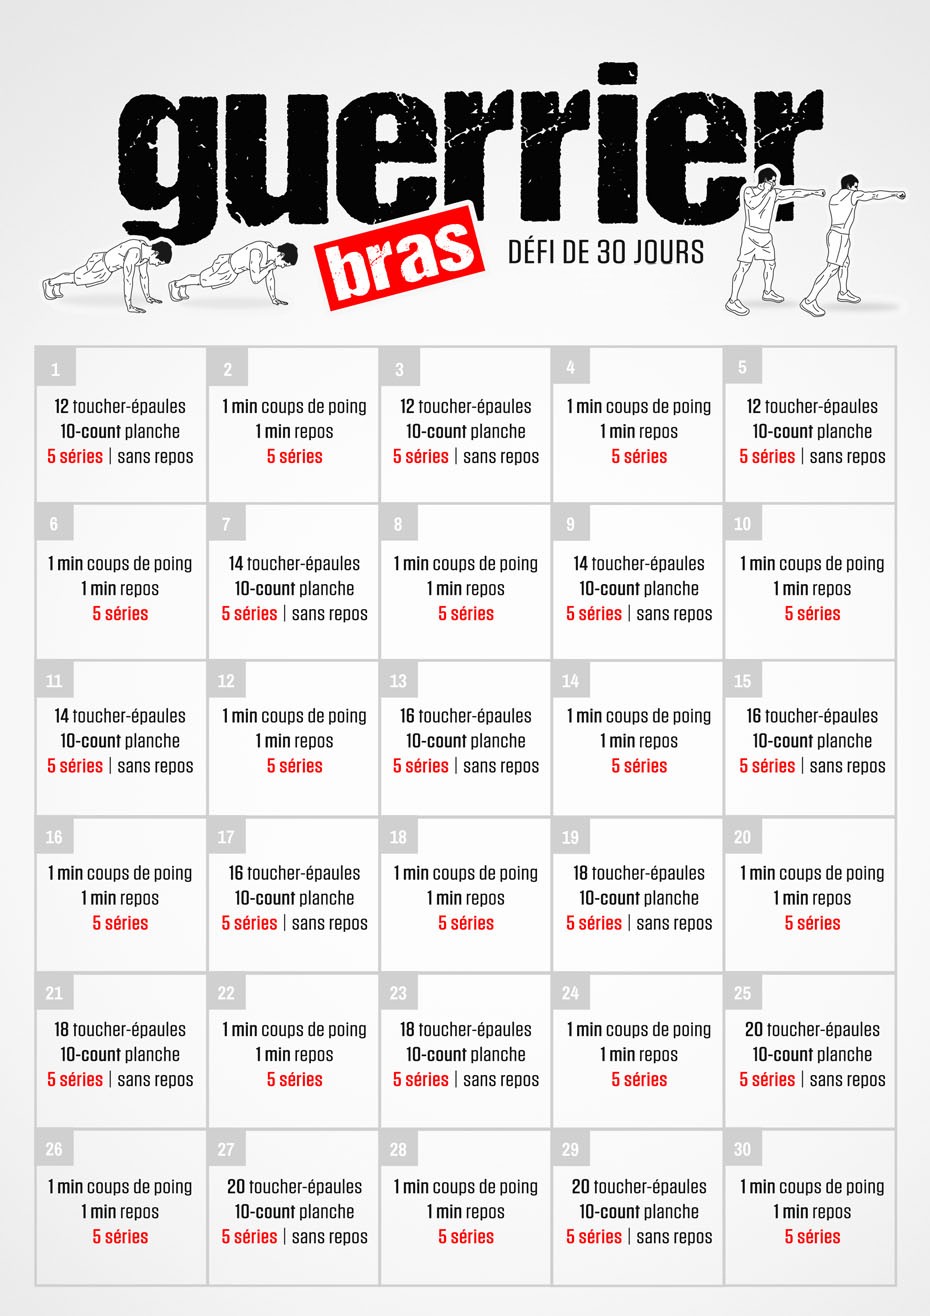 guerrier
bras
DÉFI DE 30 JOURS
1
12 toucher-épaules
10-count planche
5 séries | sans repos
2
1 min coups de poing
1 min repos
5 séries
3
12 toucher-épaules
10-count planche
5 séries | sans repos
4
1 min coups de poing
1 min repos
5 séries
5
12 toucher-épaules
10-count planche
5 séries | sans repos
6
1 min coups de poing
1 min repos
5 séries
7
14 toucher-épaules
10-count planche
5 séries | sans repos
8
1 min coups de poing
1 min repos
5 séries
9
14 toucher-épaules
10-count planche
5 séries | sans repos
10
1 min coups de poing
1 min repos
5 séries
11
14 toucher-épaules
10-count planche
5 séries | sans repos
12
1 min coups de poing
1 min repos
5 séries
13
16 toucher-épaules
10-count planche
5 séries | sans repos
14
1 min coups de poing
1 min repos
5 séries
15
16 toucher-épaules
10-count planche
5 séries | sans repos
16
1 min coups de poing
1 min repos
5 séries
17
16 toucher-épaules
10-count planche
5 séries | sans repos
18
1 min coups de poing
1 min repos
5 séries
19
18 toucher-épaules
10-count planche
5 séries | sans repos
20
1 min coups de poing
1 min repos
5 séries
21
18 toucher-épaules
10-count planche
5 séries | sans repos
22
1 min coups de poing
1 min repos
5 séries
23
18 toucher-épaules
10-count planche
5 séries | sans repos
24
1 min coups de poing
1 min repos
5 séries
25
20 toucher-épaules
10-count planche
5 séries | sans repos
26
1 min coups de poing
1 min repos
5 séries
27
20 toucher-épaules
10-count planche
5 séries | sans repos
28
1 min coups de poing
1 min repos
5 séries
29
20 toucher-épaules
10-count planche
5 séries | sans repos
30
1 min coups de poing
1 min repos
5 séries